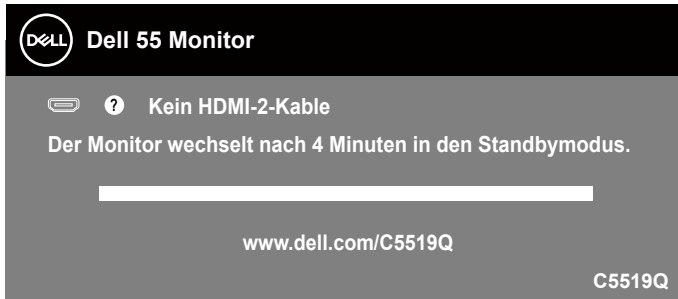 DELL Dell 55 Monitor
? Kein HDMI-2-Kable
Der Monitor wechselt nach 4 Minuten in den Standbymodus.
www.dell.com/C5519Q
C5519Q